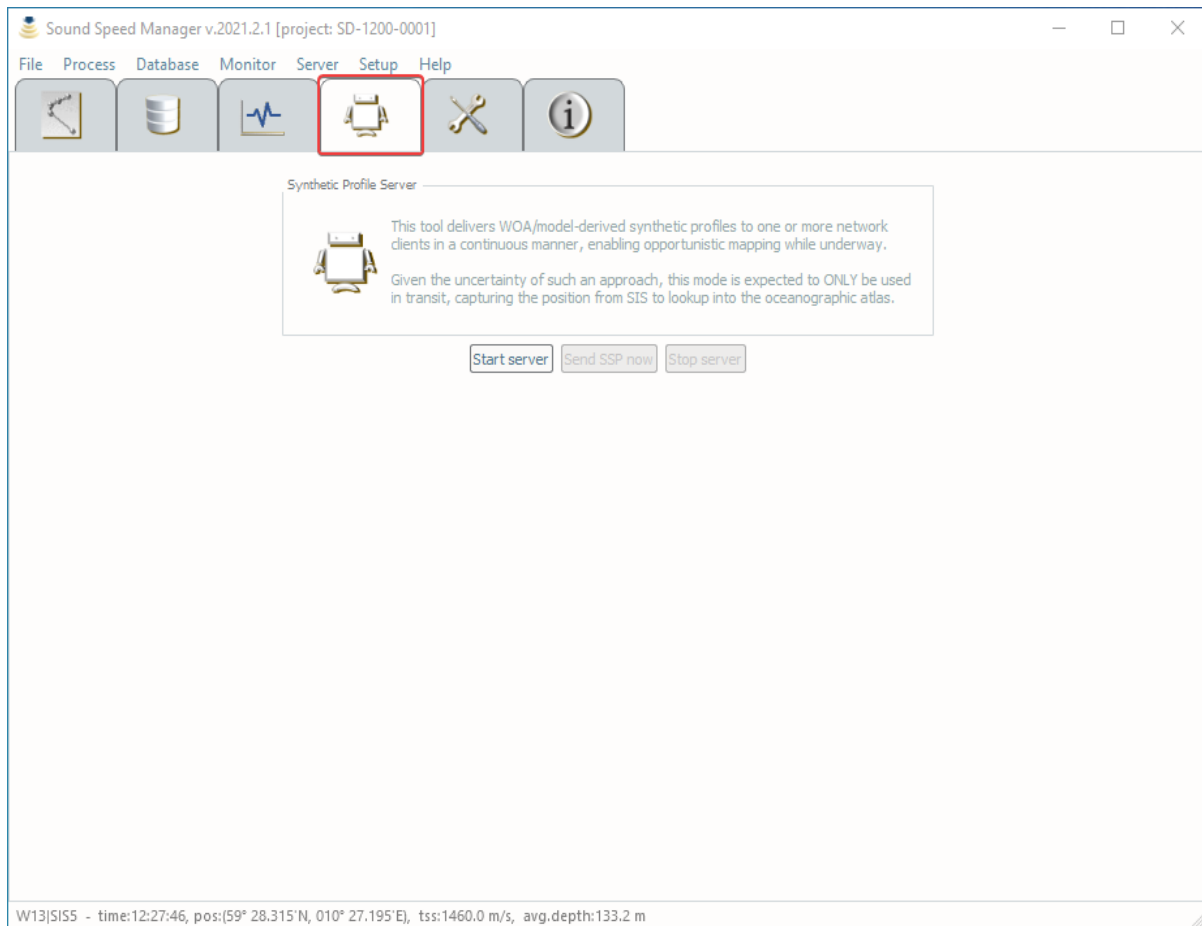 Sound Speed Manager v.2021.2.1 [project: SD-1200-0001]
File Process Database Monitor Server Setup Help
Synthetic Profile Server
This tool delivers WOA/model-derived synthetic profiles to one or more network
clients in a continuous manner, enabling opportunistic mapping while underway.
Given the uncertainty of such an approach, this mode is expected to ONLY be used
in transit, capturing the position from SIS to lookup into the oceanographic atlas.
Start server Send SSP now Stop server
W13|SIS5 - time:12:27:46, pos:(59° 28.315'N, 010° 27.195'E), tss:1460.0 m/s, avg.depth:133.2 m